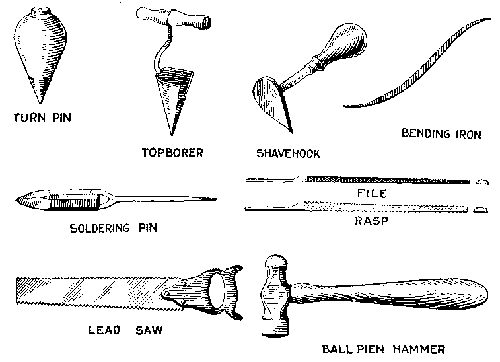 TURN PIN
TOPBORER
SHAVEHOOK
BENDING IRON
SOLDERING PIN
FILE
RASP
LEAD SAW
BALL PIEN HAMMER